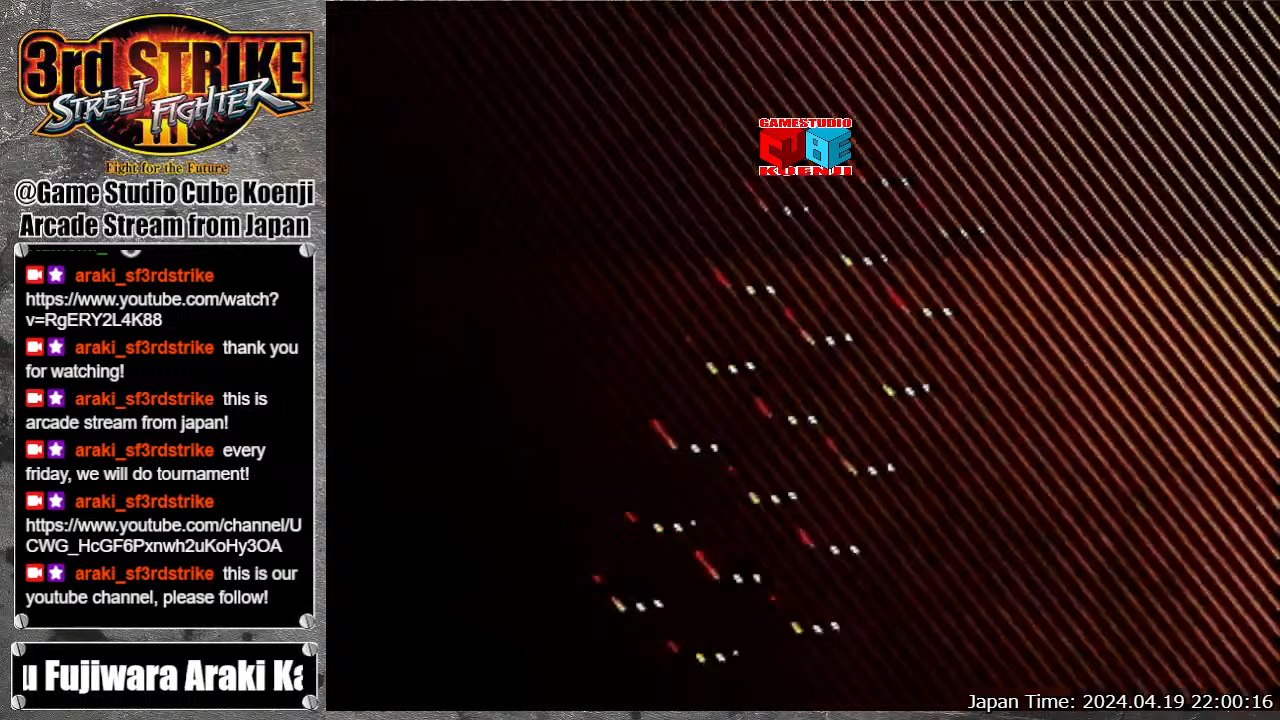 3rd STRIKE
STREET FIGHTER
III
Fight for the Future
@Game Studio Cube Koenji
Arcade Stream from Japan
araki_sf3rdstrike
https://www.youtube.com/watch?
v=RgERY2L4K88
araki_sf3rdstrike thank you
for watching!
araki_sf3rdstrike this is
arcade stream from japan!
araki_sf3rdstrike every
friday, we will do tournament!
araki_sf3rdstrike
https://www.youtube.com/channel/U
CWG_HcGF6Pxnwh2uKoHy3OA
araki_sf3rdstrike this is our
youtube channel, please follow!
u Fujiwara Araki Ka
GAMESTUDIO
CUBE
KOENJI
Japan Time: 2024.04.19 22:00:16